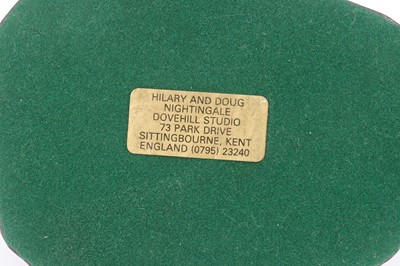 HILARY AND DOUG
NIGHTINGALE
DOVEHILL STUDIO
73 PARK DRIVE
SITTINGBOURNE, KENT
ENGLAND (0795) 23240